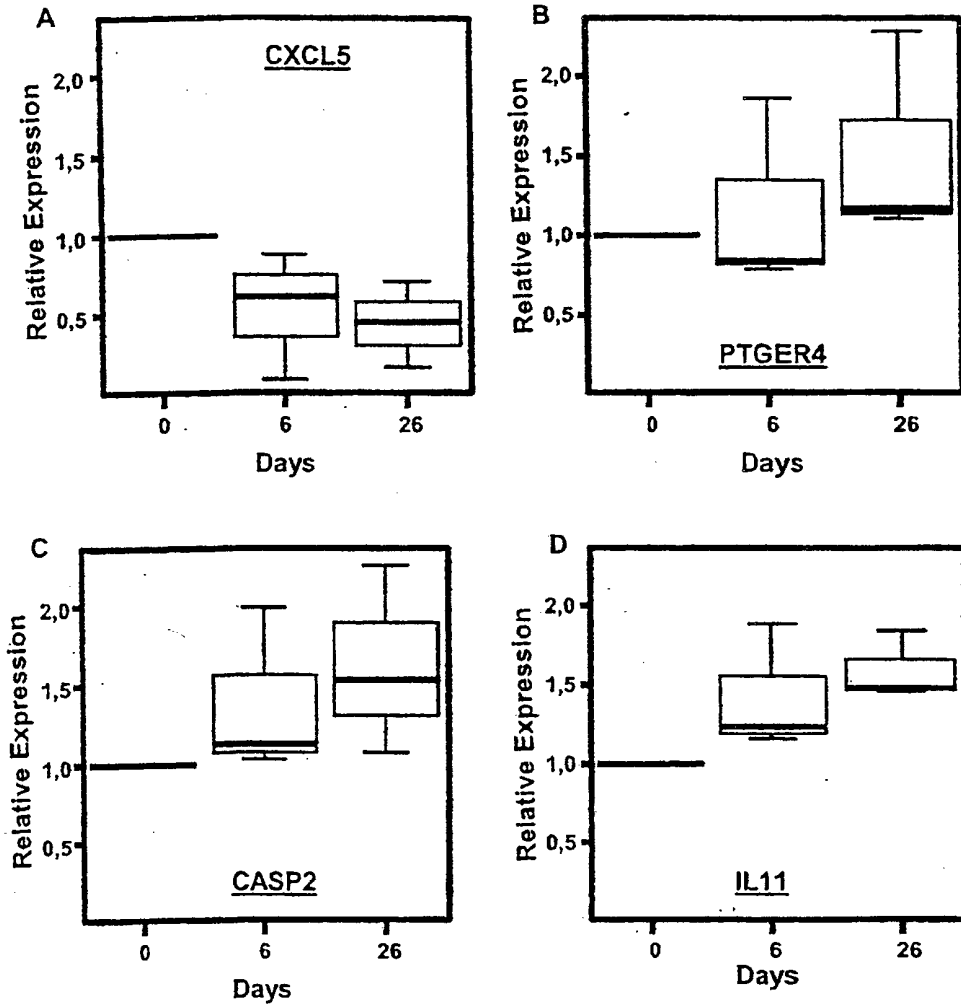 A
CXCL5
Relative Expression
2,0
1,5
1,0
0,5
0 6 26
Days
B
Relative Expression
2,0
1,5
1,0
0,5
PTGER4
0 6 26
Days
C
Relative Expression
2,0
1,5
1,0
0,5
CASP2
0 6 26
Days
D
Relative Expression
2,0
1,5
1,0
0,5
IL11
0 6 26
Days